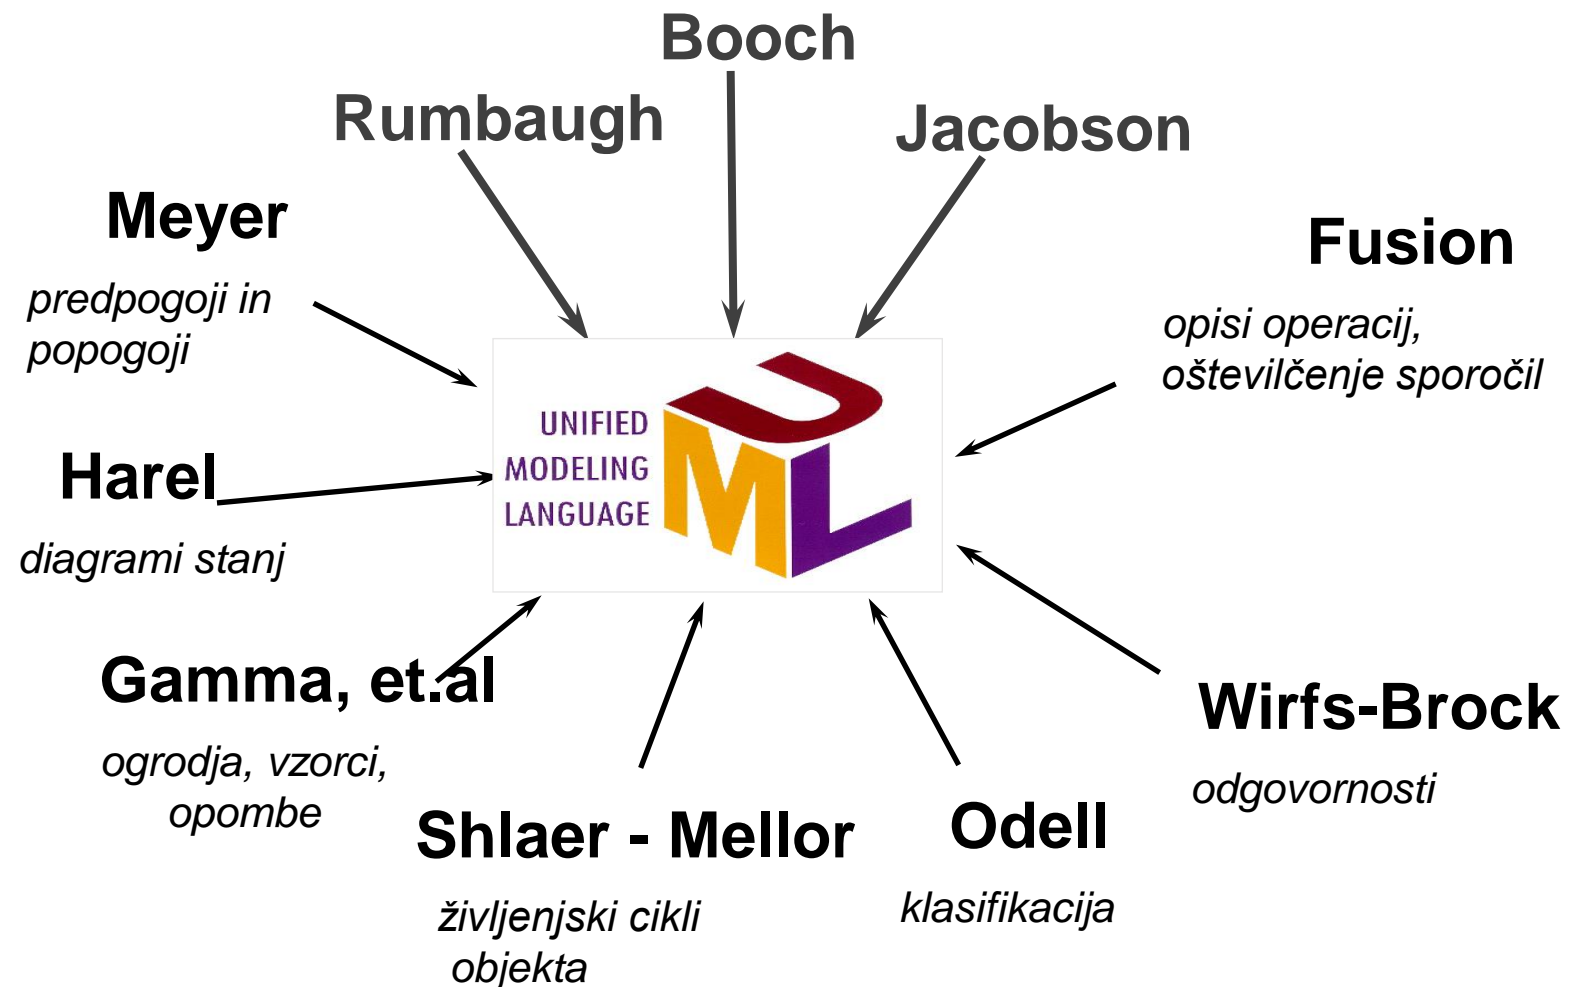 Booch
Rumbaugh
Jacobson
Meyer
predpogoji in
popogoji
Fusion
opisi operacij,
oštevilčenje sporočil
UNIFIED
MODELING
LANGUAGE
UML
Harel
diagrami stanj
Gamma, et.al
ogrodja, vzorci,
opombe
Wirfs-Brock
odgovornosti
Shlaer - Mellor
življenjski cikli
objekta
Odell
klasifikacija